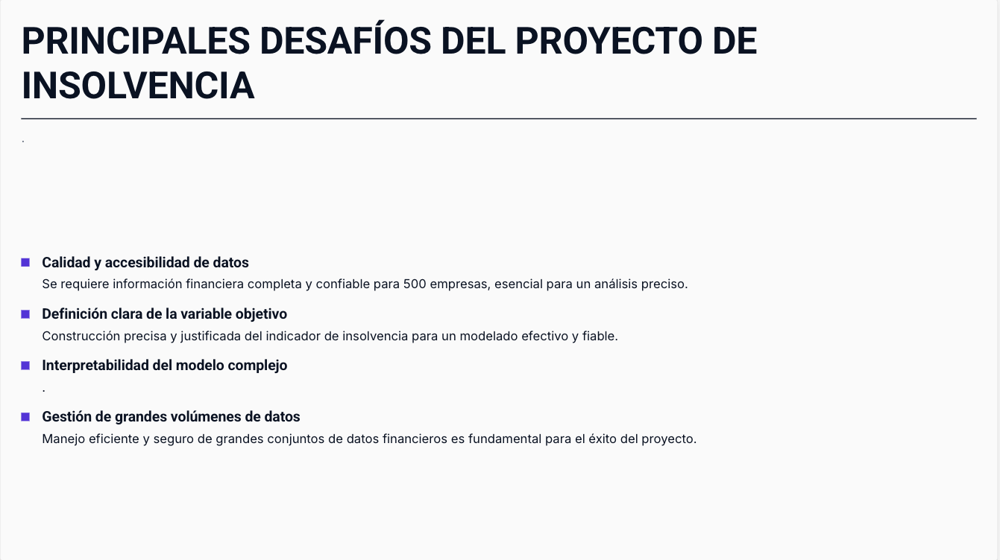 PRINCIPALES DESAFÍOS DEL PROYECTO DE
INSOLVENCIA
.
Calidad y accesibilidad de datos
Se requiere información financiera completa y confiable para 500 empresas, esencial para un análisis preciso.
Definición clara de la variable objetivo
Construcción precisa y justificada del indicador de insolvencia para un modelado efectivo y fiable.
Interpretabilidad del modelo complejo
.
Gestión de grandes volúmenes de datos
Manejo eficiente y seguro de grandes conjuntos de datos financieros es fundamental para el éxito del proyecto.